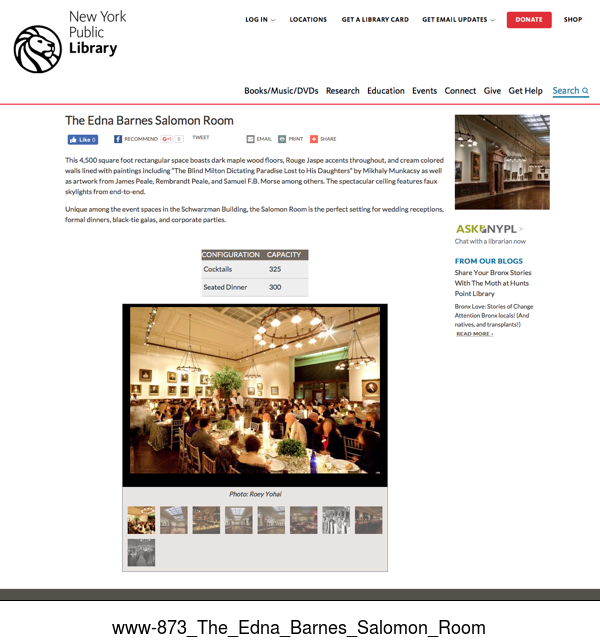 New York
Public
Library
LOG IN
LOCATIONS
GET A LIBRARY CARD
GET EMAIL UPDATES
DONATE
SHOP
Books/Music/DVDs Research Education Events Connect Give Get Help Search
The Edna Barnes Salomon Room
Like 0
RECOMMEND
G+1 0
TWEET
EMAIL
PRINT
SHARE
This 4,500 square foot rectangular space boasts dark maple wood floors, Rouge Jaspe accents throughout, and cream colored
walls lined with paintings including "The Blind Milton Dictating Paradise Lost to His Daughters" by Mikhaly Munkacsy as well
as artwork from James Peale, Rembrandt Peale, and Samuel F.B. Morse among others. The spectacular ceiling features faux
skylights from end-to-end.
Unique among the event spaces in the Schwarzman Building, the Salomon Room is the perfect setting for wedding receptions,
formal dinners, black-tie galas, and corporate parties.
CONFIGURATION CAPACITY
Cocktails 325
Seated Dinner 300
Photo: Roey Yohai
ASK NYPL >
Chat with a librarian now
FROM OUR BLOGS
Share Your Bronx Stories
With The Moth at Hunts
Point Library
Bronx Love: Stories of Change
Attention Bronx locals! (And
natives, and transplants!)
READ MORE ›
www-873_The_Edna_Barnes_Salomon_Room